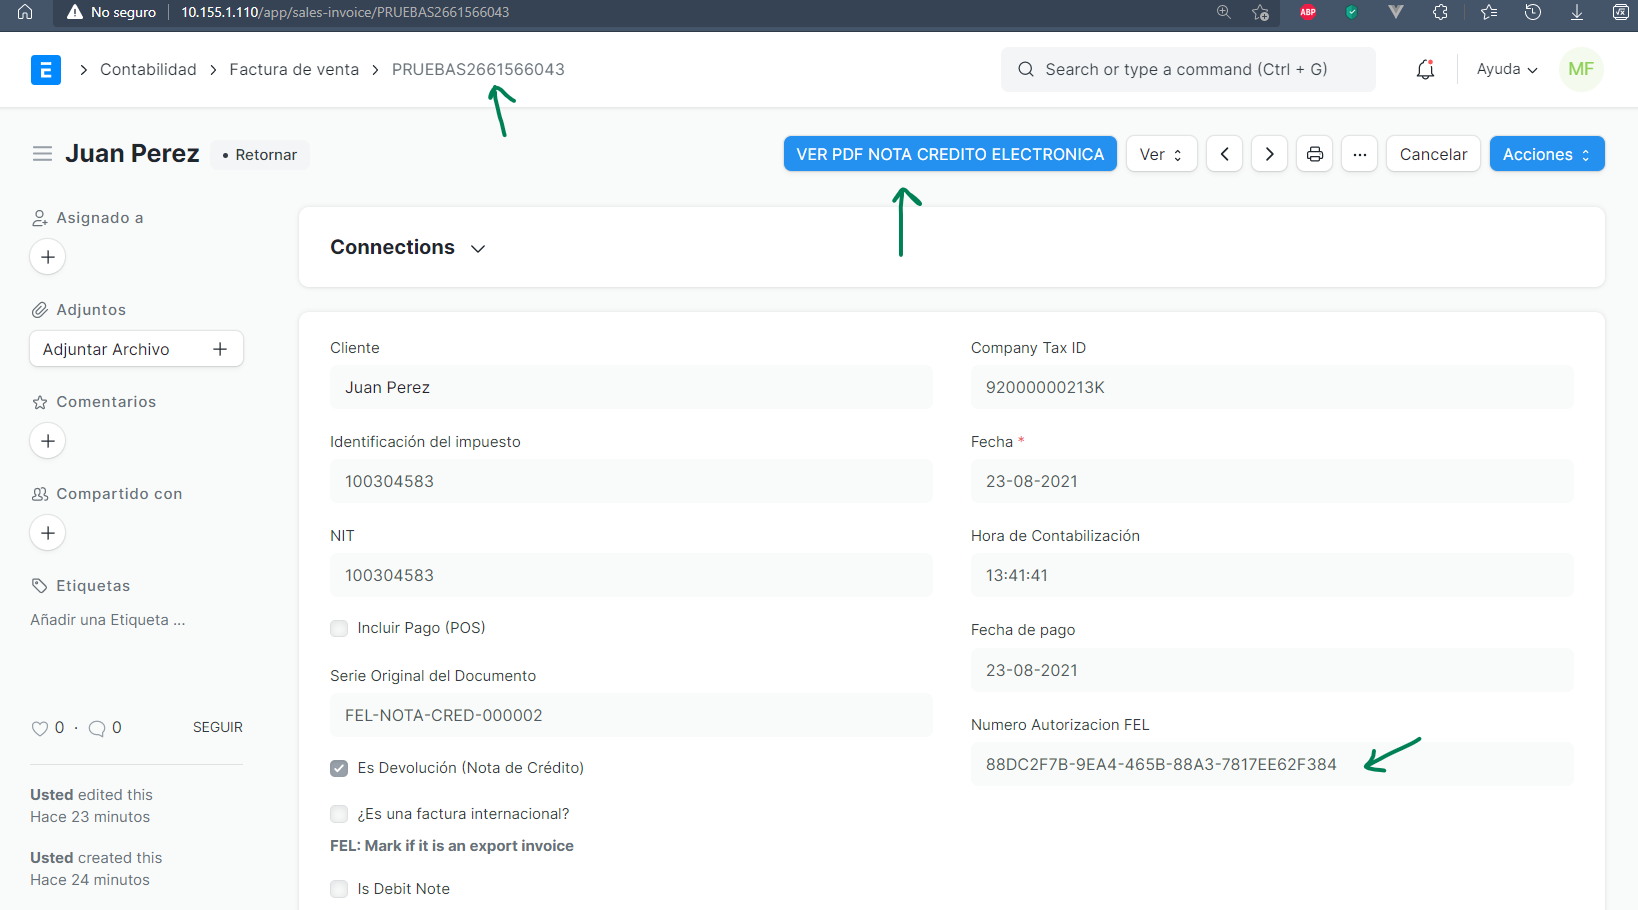 No seguro 10.155.1.110/app/sales-invoice/PRUEBAS2661566043
ABP
E Contabilidad Factura de venta PRUEBAS2661566043 Search or type a command (Ctrl + G) Ayuda MF
Juan Perez • Retornar VER PDF NOTA CREDITO ELECTRONICA Ver ... Cancelar Acciones
Asignado a
+
Adjuntos
Adjuntar Archivo +
Comentarios
+
Compartido con
+
Etiquetas
Añadir una Etiqueta ...
0 · 0 SEGUIR
Usted edited this
Hace 23 minutos
Usted created this
Hace 24 minutos
Connections
Cliente
Juan Perez
Identificación del impuesto
100304583
NIT
100304583
Incluir Pago (POS)
Serie Original del Documento
FEL-NOTA-CRED-000002
Es Devolución (Nota de Crédito)
¿Es una factura internacional?
FEL: Mark if it is an export invoice
Is Debit Note
Company Tax ID
92000000213K
Fecha *
23-08-2021
Hora de Contabilización
13:41:41
Fecha de pago
23-08-2021
Numero Autorizacion FEL
88DC2F7B-9EA4-465B-88A3-7817EE62F384